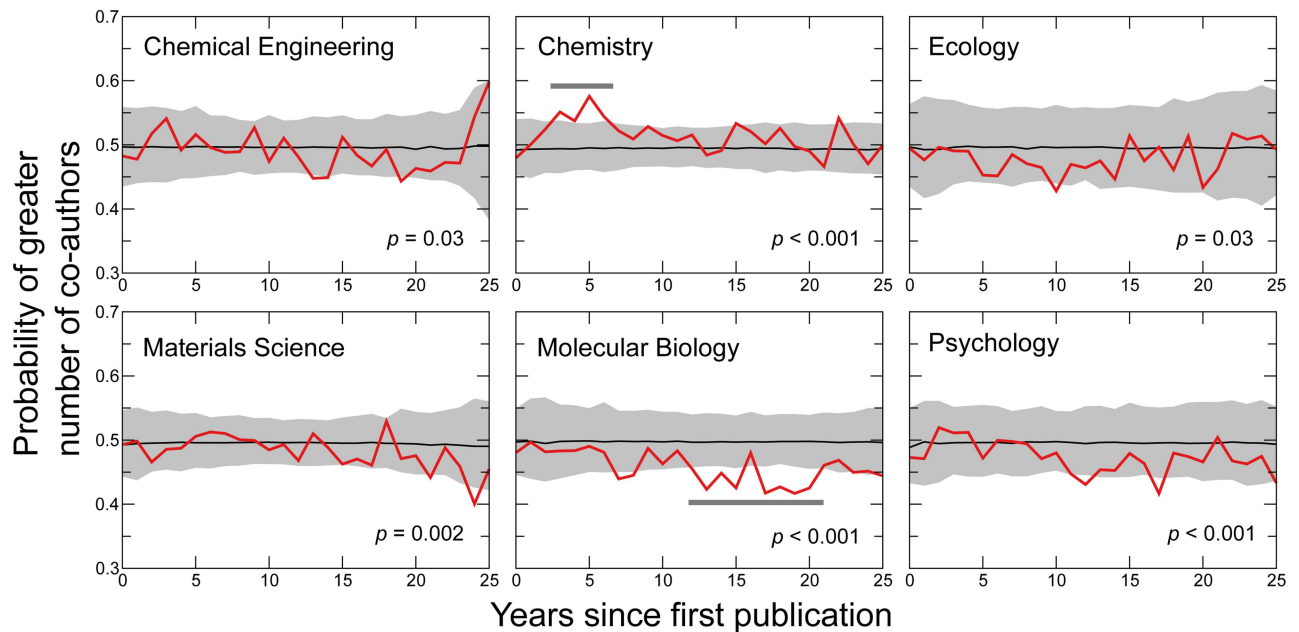 Probability of greater
number of co-authors
0.7
0.6
0.5
0.4
0.3
Chemical Engineering
p = 0.03
0 5 10 15 20 25
Chemistry
p < 0.001
0 5 10 15 20 25
Ecology
p = 0.03
0 5 10 15 20 25
0.7
0.6
0.5
0.4
0.3
Materials Science
p = 0.002
0 5 10 15 20 25
Molecular Biology
p < 0.001
0 5 10 15 20 25
Psychology
p < 0.001
0 5 10 15 20 25
Years since first publication